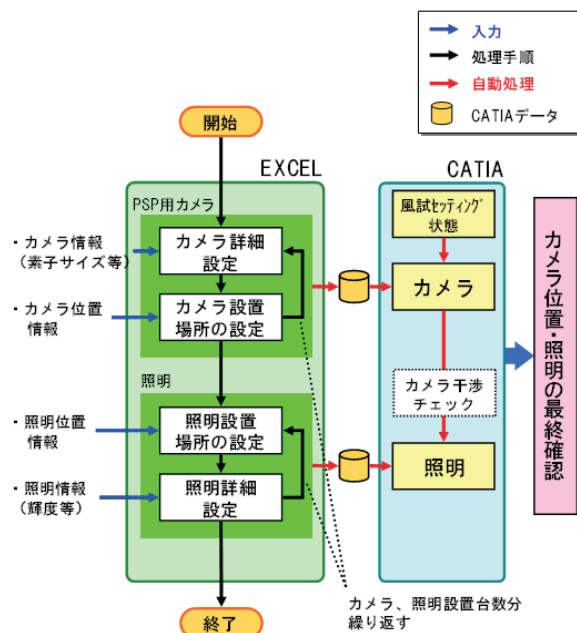 入力
処理手順
自動処理
CATIAデータ
開始
EXCEL
CATIA
PSP用カメラ
風試ｾｯﾃｨﾝｸﾞ
状態
・カメラ情報
（素子サイズ等）
カメラ詳細
設定
カメラ
・カメラ位置
情報
カメラ設置
場所の設定
カメラ干渉
チェック
照明
・照明位置
情報
照明設置
場所の設定
照明
・照明情報
（輝度等）
照明詳細
設定
カメラ位置・照明の最終確認
カメラ、照明設置台数分
繰り返す
終了